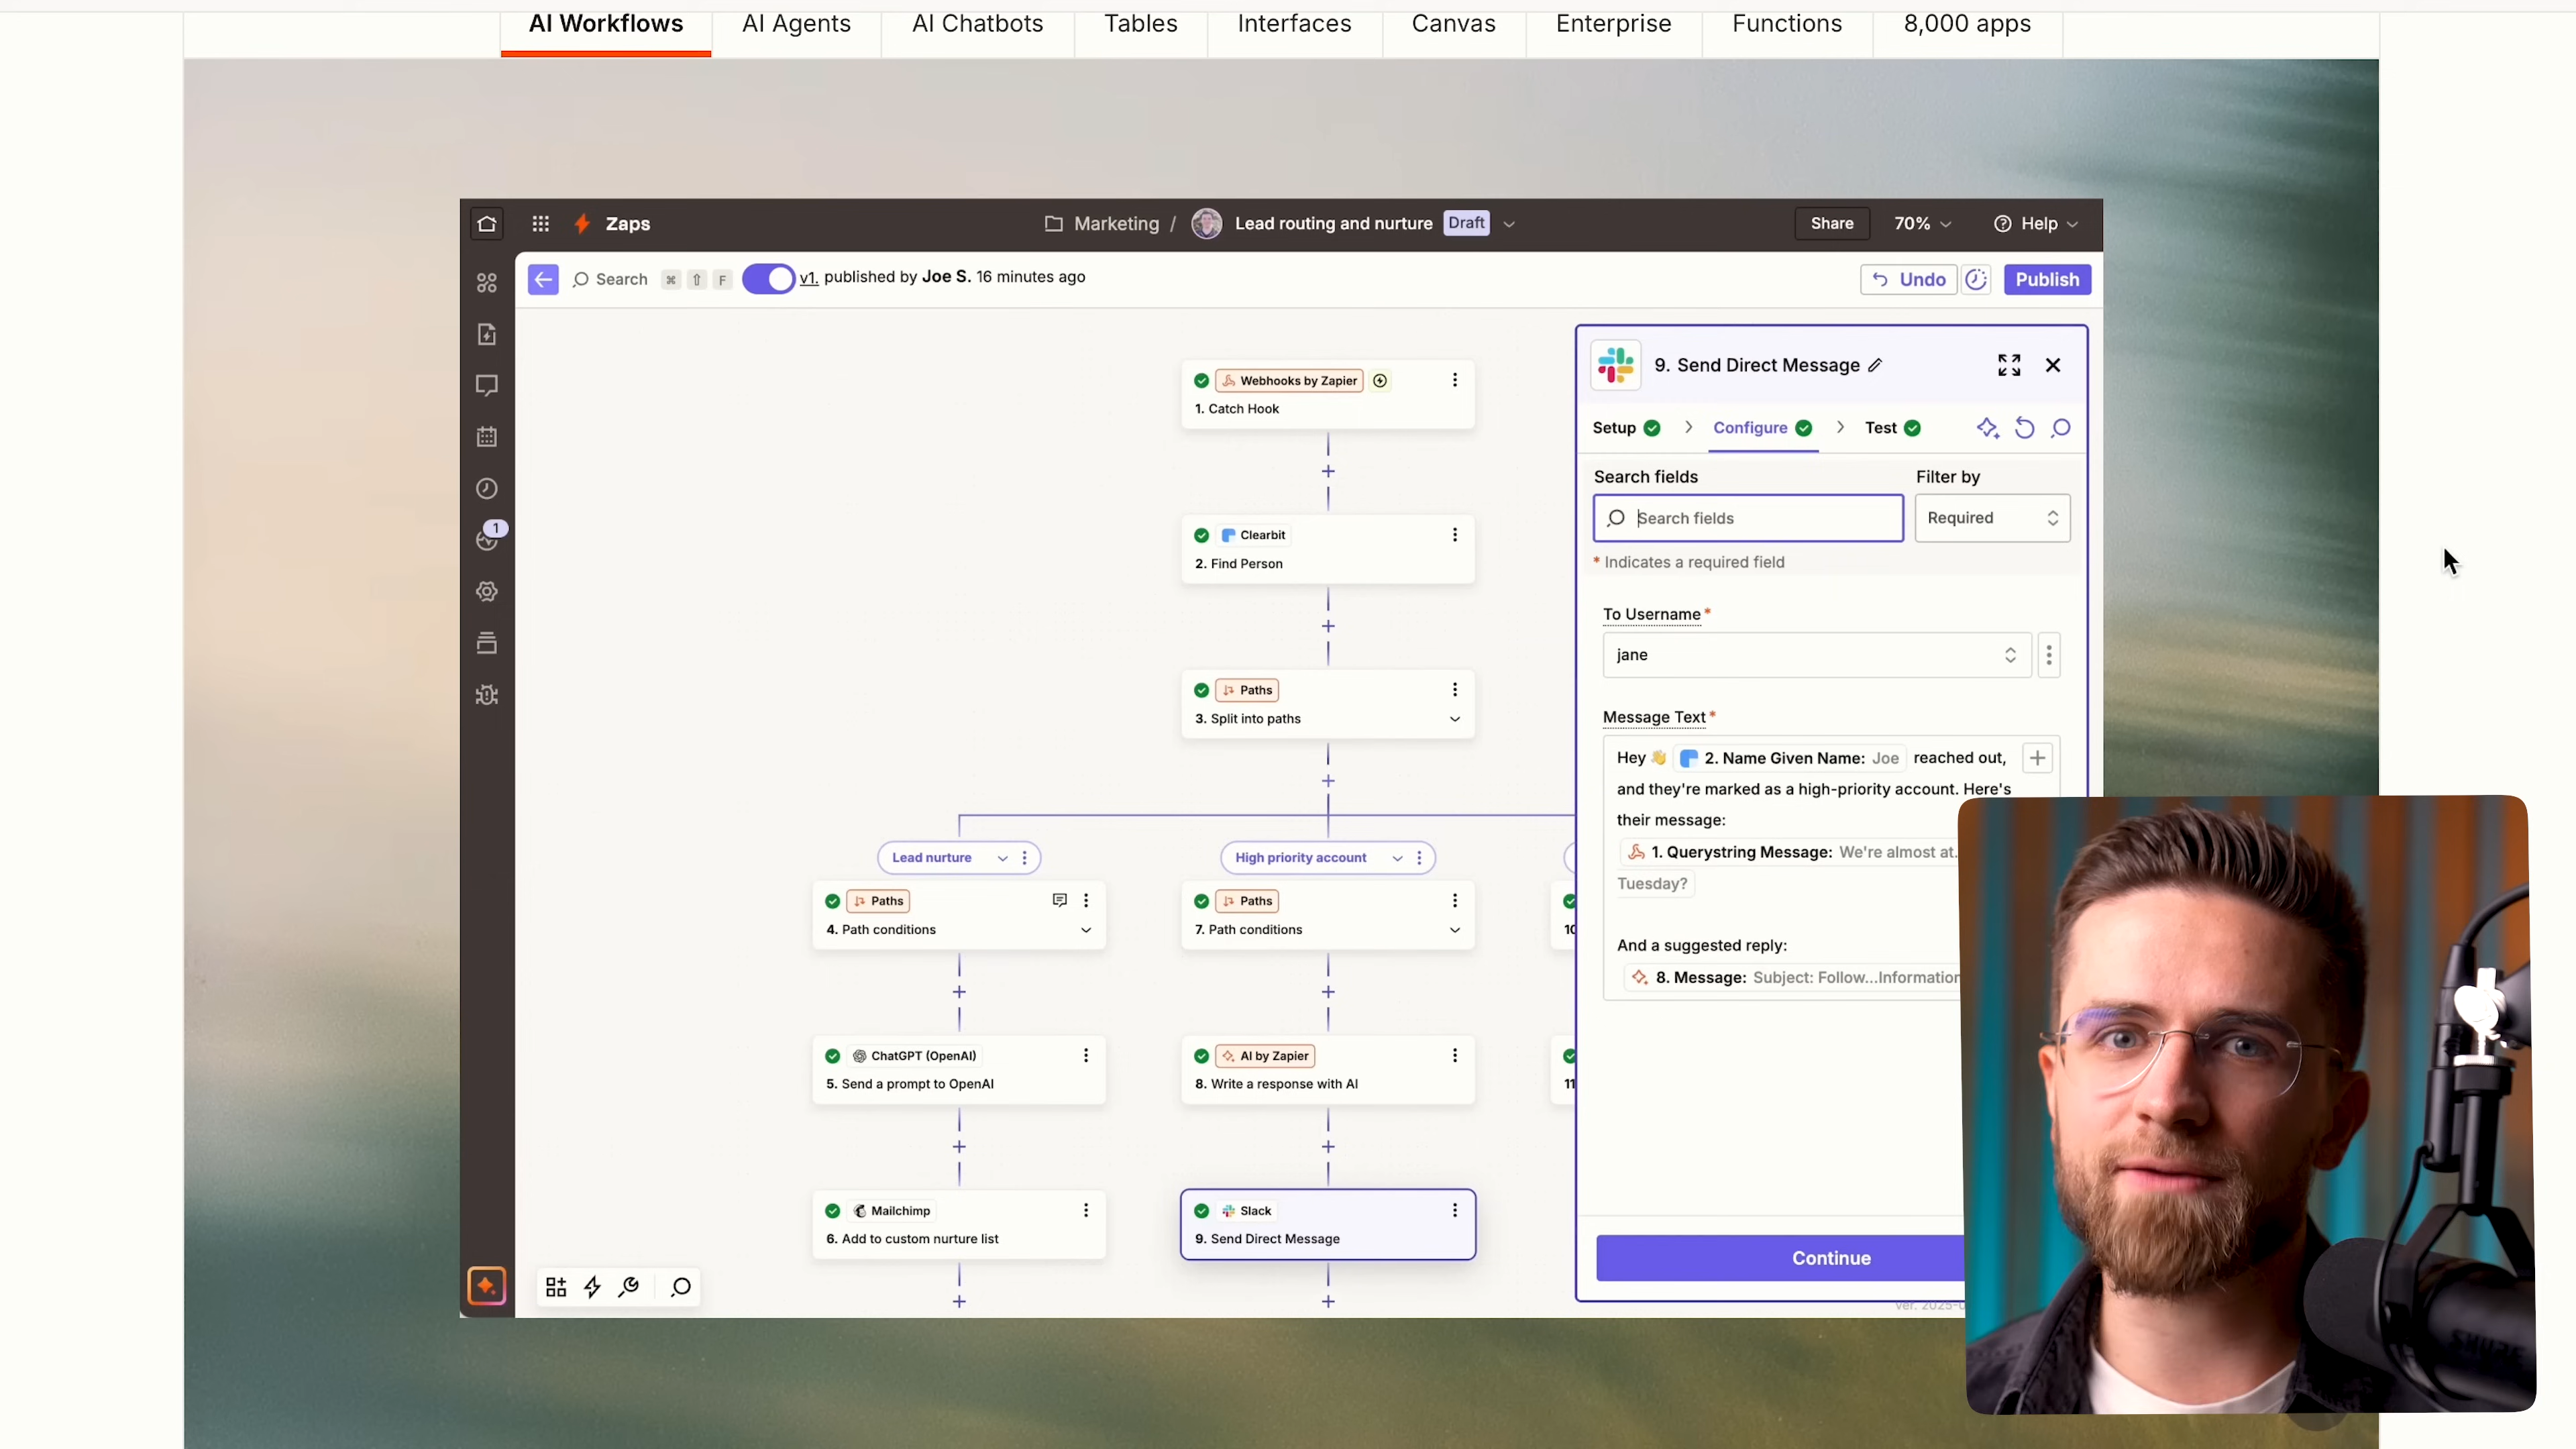 AI Workflows
AI Agents
AI Chatbots
Tables
Interfaces
Canvas
Enterprise
Functions
8,000 apps
Zaps
Marketing /
Lead routing and nurture
Draft
Share
70%
Help
Search ⌘ ⇧ F
v1. published by Joe S. 16 minutes ago
Undo
Publish
1
Webhooks by Zapier
1. Catch Hook
Clearbit
2. Find Person
Paths
3. Split into paths
Lead nurture
High priority account
Paths
4. Path conditions
Paths
7. Path conditions
10
ChatGPT (OpenAI)
5. Send a prompt to OpenAI
AI by Zapier
8. Write a response with AI
11
Mailchimp
6. Add to custom nurture list
Slack
9. Send Direct Message
9. Send Direct Message
Setup
Configure
Test
Search fields
Filter by
Search fields
Required
* Indicates a required field
To Username *
jane
Message Text *
Hey 👋 2. Name Given Name: Joe reached out,
and they're marked as a high-priority account. Here's
their message:
1. Querystring Message: We're almost at.
Tuesday?
And a suggested reply:
8. Message: Subject: Follow...Information
Continue
ver. 2025-0